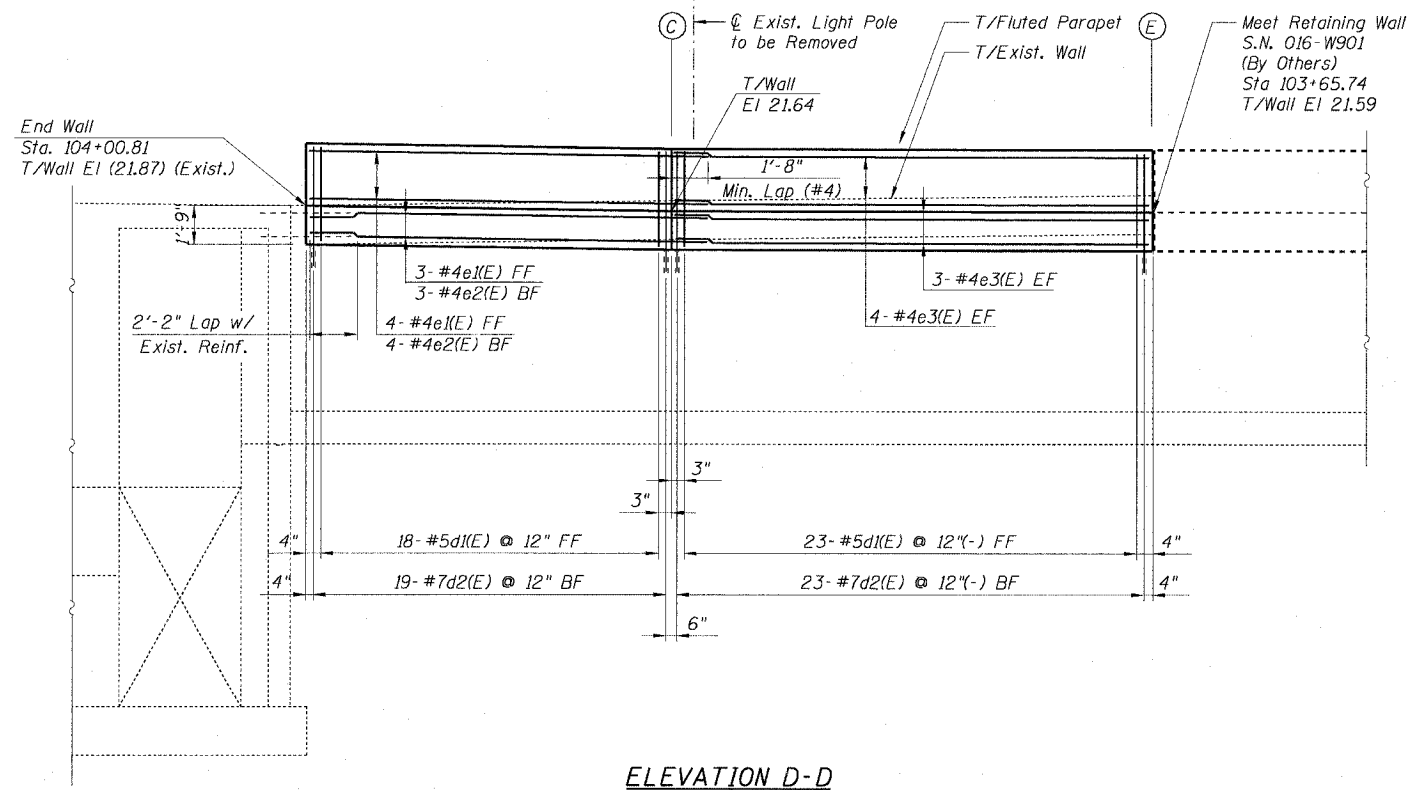 C
℄ Exist. Light Pole
to be Removed
T/Fluted Parapet
T/Exist. Wall
E
Meet Retaining Wall
S.N. 016-W901
(By Others)
Sta 103+65.74
T/Wall El 21.59
T/Wall
El 21.64
End Wall
Sta. 104+00.81
T/Wall El (21.87) (Exist.)
1'-8"
Min. Lap (#4)
1'-9"
3- #4e1(E) FF
3- #4e2(E) BF
3- #4e3(E) EF
2'-2" Lap w/
Exist. Reinf.
4- #4e1(E) FF
4- #4e2(E) BF
4- #4e3(E) EF
3"
3"
4"
18- #5d1(E) @ 12" FF
23- #5d1(E) @ 12"(-) FF
4"
4"
19- #7d2(E) @ 12" BF
23- #7d2(E) @ 12"(-) BF
4"
6"
ELEVATION D-D